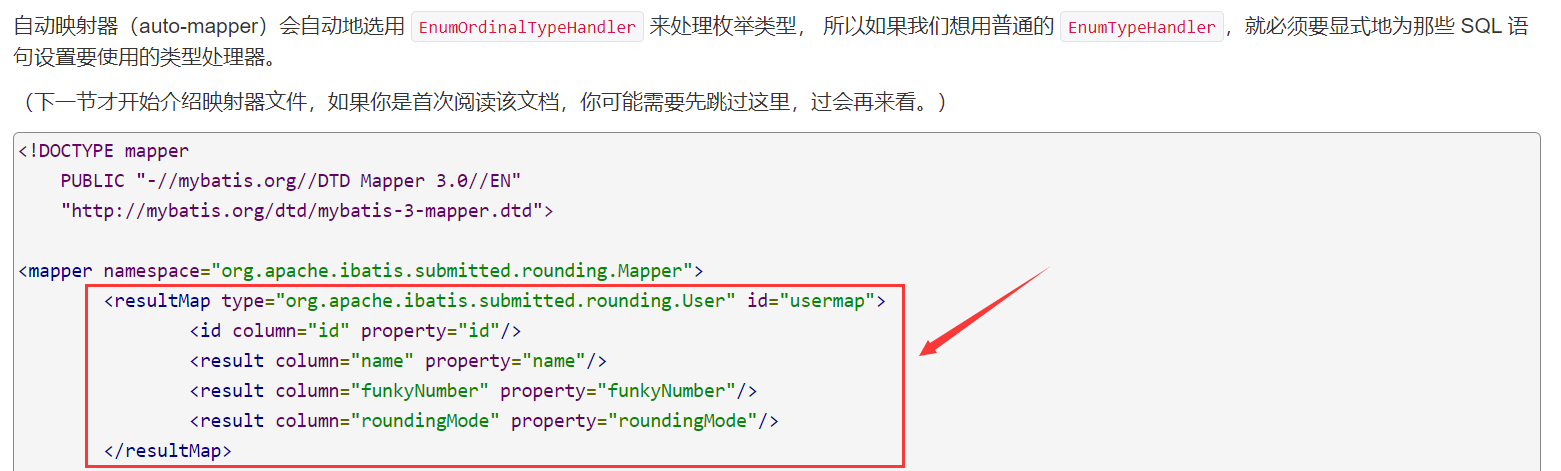 自动映射器（auto-mapper）会自动地选用 EnumOrdinalTypeHandler 来处理枚举类型， 所以如果我们想用普通的 EnumTypeHandler，就必须要显式地为那些 SQL 语
句设置要使用的类型处理器。
（下一节才开始介绍映射器文件，如果你是首次阅读该文档，你可能需要先跳过这里，过会再来看。）
<!DOCTYPE mapper
    PUBLIC "-//mybatis.org//DTD Mapper 3.0//EN"
    "http://mybatis.org/dtd/mybatis-3-mapper.dtd">
<mapper namespace="org.apache.ibatis.submitted.rounding.Mapper">
        <resultMap type="org.apache.ibatis.submitted.rounding.User" id="usermap">
                <id column="id" property="id"/>
                <result column="name" property="name"/>
                <result column="funkyNumber" property="funkyNumber"/>
                <result column="roundingMode" property="roundingMode"/>
        </resultMap>